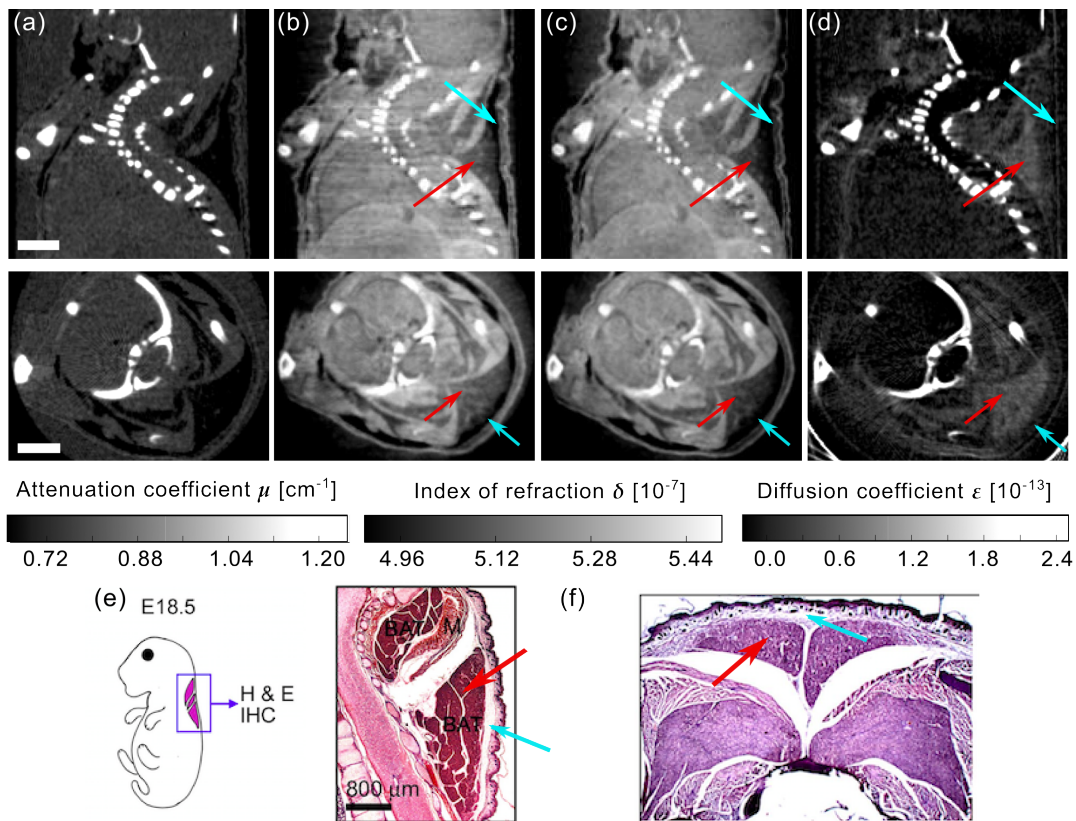 (a)
(b)
(c)
(d)
Attenuation coefficient μ [cm⁻¹]
Index of refraction δ [10⁻⁷]
Diffusion coefficient ε [10⁻¹³]
0.72 0.88 1.04 1.20
4.96 5.12 5.28 5.44
0.0 0.6 1.2 1.8 2.4
(e)
E18.5
H & E
IHC
BAT
M
BAT
800 μm
(f)